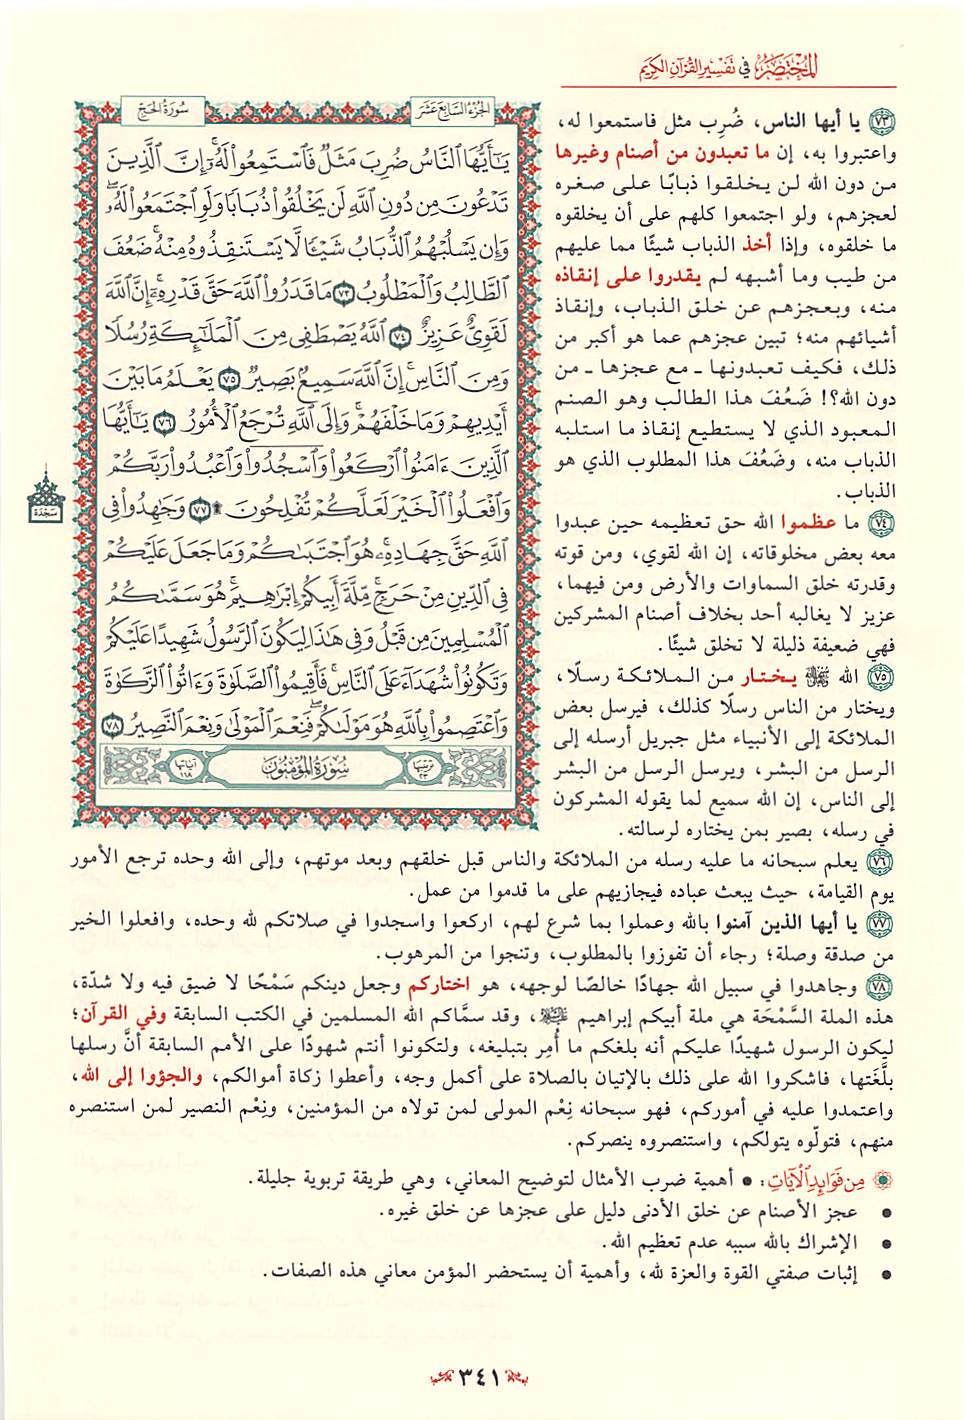 المختصر في تفسير القرآن الكريم
سُورَةُ الحَجّ
الجُزءُ السَّابِعَ عَشَرَ
يَٰٓأَيُّهَا ٱلنَّاسُ ضُرِبَ مَثَلٌ فَٱسْتَمِعُوا۟ لَهُۥٓ ۚ إِنَّ ٱلَّذِينَ
تَدْعُونَ مِن دُونِ ٱللَّهِ لَن يَخْلُقُوا۟ ذُبَابًا وَلَوِ ٱجْتَمَعُوا۟ لَهُۥ ۖ
وَإِن يَسْلُبْهُمُ ٱلذُّبَابُ شَيْـًٔا لَّا يَسْتَنقِذُوهُ مِنْهُ ۚ ضَعُفَ
ٱلطَّالِبُ وَٱلْمَطْلُوبُ ٧٣ مَا قَدَرُوا۟ ٱللَّهَ حَقَّ قَدْرِهِۦٓ ۗ إِنَّ ٱللَّهَ
لَقَوِىٌّ عَزِيزٌ ٧٤ ٱللَّهُ يَصْطَفِى مِنَ ٱلْمَلَٰٓئِكَةِ رُسُلًا
وَمِنَ ٱلنَّاسِ ۚ إِنَّ ٱللَّهَ سَمِيعٌۢ بَصِيرٌ ٧٥ يَعْلَمُ مَا بَيْنَ
أَيْدِيهِمْ وَمَا خَلْفَهُمْ ۗ وَإِلَى ٱللَّهِ تُرْجَعُ ٱلْأُمُورُ ٧٦ يَٰٓأَيُّهَا
ٱلَّذِينَ ءَامَنُوا۟ ٱرْكَعُوا۟ وَٱسْجُدُوا۟ وَٱعْبُدُوا۟ رَبَّكُمْ
وَٱفْعَلُوا۟ ٱلْخَيْرَ لَعَلَّكُمْ تُفْلِحُونَ ۩ ٧٧ وَجَٰهِدُوا۟ فِى
ٱللَّهِ حَقَّ جِهَادِهِۦ ۚ هُوَ ٱجْتَبَىٰكُمْ وَمَا جَعَلَ عَلَيْكُمْ
فِى ٱلدِّينِ مِنْ حَرَجٍ ۚ مِّلَّةَ أَبِيكُمْ إِبْرَٰهِيمَ ۚ هُوَ سَمَّىٰكُمُ
ٱلْمُسْلِمِينَ مِن قَبْلُ وَفِى هَٰذَا لِيَكُونَ ٱلرَّسُولُ شَهِيدًا عَلَيْكُمْ
وَتَكُونُوا۟ شُهَدَآءَ عَلَى ٱلنَّاسِ ۚ فَأَقِيمُوا۟ ٱلصَّلَوٰةَ وَءَاتُوا۟ ٱلزَّكَوٰةَ
وَٱعْتَصِمُوا۟ بِٱللَّهِ هُوَ مَوْلَىٰكُمْ ۖ فَنِعْمَ ٱلْمَوْلَىٰ وَنِعْمَ ٱلنَّصِيرُ ٧٨
ترتيبها ٢٣ سُورَةُ المُؤْمِنُونَ آياتها ١١٨
سجدة
٧٣ يا أيها الناس، ضُرِب مثل فاستمعوا له،
واعتبروا به، إن ما تعبدون من أصنام وغيرها
من دون الله لن يخلقوا ذبابًا على صغره
لعجزهم، ولو اجتمعوا كلهم على أن يخلقوه
ما خلقوه، وإذا أخذ الذباب شيئًا مما عليهم
من طيب وما أشبهه لم يقدروا على إنقاذه
منه، وبعجزهم عن خلق الذباب، وإنقاذ
أشيائهم منه؛ تبين عجزهم عما هو أكبر من
ذلك، فكيف تعبدونها ـ مع عجزها ـ من
دون الله؟! ضَعُفَ هذا الطالب وهو الصنم
المعبود الذي لا يستطيع إنقاذ ما استلبه
الذباب منه، وضَعُفَ هذا المطلوب الذي هو
الذباب.
٧٤ ما عظموا الله حق تعظيمه حين عبدوا
معه بعض مخلوقاته، إن الله لقوي، ومن قوته
وقدرته خلق السماوات والأرض ومن فيهما،
عزيز لا يغالبه أحد بخلاف أصنام المشركين
فهي ضعيفة ذليلة لا تخلق شيئًا.
٧٥ الله يختار من الملائكة رسلًا،
ويختار من الناس رسلًا كذلك، فيرسل بعض
الملائكة إلى الأنبياء مثل جبريل أرسله إلى
الرسل من البشر، ويرسل الرسل من البشر
إلى الناس، إن الله سميع لما يقوله المشركون
في رسله، بصير بمن يختاره لرسالته.
٧٦ يعلم سبحانه ما عليه رسله من الملائكة والناس قبل خلقهم وبعد موتهم، وإلى الله وحده ترجع الأمور
يوم القيامة، حيث يبعث عباده فيجازيهم على ما قدموا من عمل.
٧٧ يا أيها الذين آمنوا بالله وعملوا بما شرع لهم، اركعوا واسجدوا في صلاتكم لله وحده، وافعلوا الخير
من صدقة وصلة؛ رجاء أن تفوزوا بالمطلوب، وتنجوا من المرهوب.
٧٨ وجاهدوا في سبيل الله جهادًا خالصًا لوجهه، هو اختاركم وجعل دينكم سَمْحًا لا ضيق فيه ولا شدّة،
هذه الملة السَّمْحَة هي ملة أبيكم إبراهيم ، وقد سمَّاكم الله المسلمين في الكتب السابقة وفي القرآن؛
ليكون الرسول شهيدًا عليكم أنه بلغكم ما أُمِر بتبليغه، ولتكونوا أنتم شهودًا على الأمم السابقة أنَّ رسلها
بلَّغَتها، فاشكروا الله على ذلك بالإتيان بالصلاة على أكمل وجه، وأعطوا زكاة أموالكم، والجؤوا إلى الله،
واعتمدوا عليه في أموركم، فهو سبحانه نِعْم المولى لمن تولاه من المؤمنين، ونِعْم النصير لمن استنصره
منهم، فتولّوه يتولكم، واستنصروه ينصركم.
مِن فَوَائِدِ الآيَاتِ: • أهمية ضرب الأمثال لتوضيح المعاني، وهي طريقة تربوية جليلة.
• عجز الأصنام عن خلق الأدنى دليل على عجزها عن خلق غيره.
• الإشراك بالله سببه عدم تعظيم الله.
• إثبات صفتي القوة والعزة لله، وأهمية أن يستحضر المؤمن معاني هذه الصفات.
٣٤١